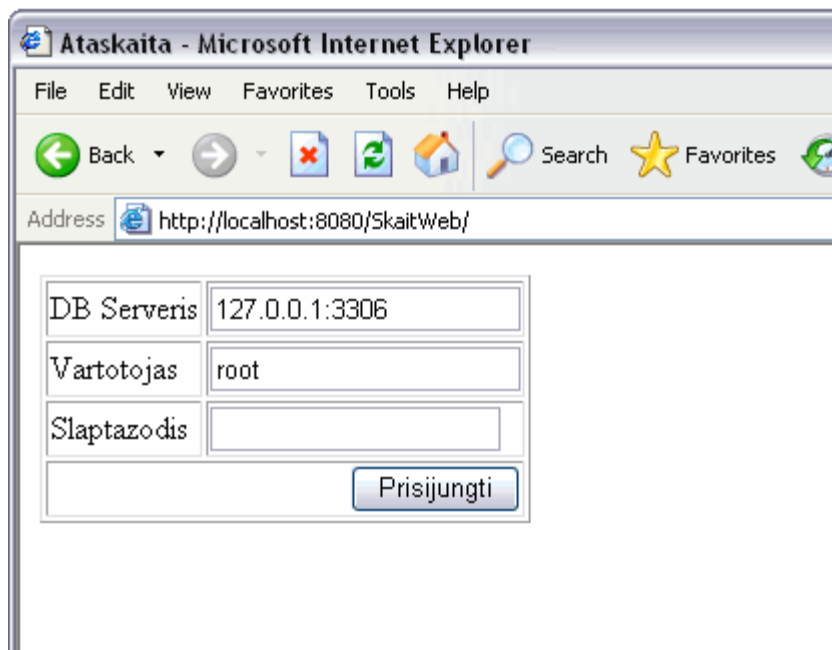 Ataskaita - Microsoft Internet Explorer
File Edit View Favorites Tools Help
Back Search Favorites
Address http://localhost:8080/SkaitWeb/
DB Serveris 127.0.0.1:3306
Vartotojas root
Slaptazodis
Prisijungti